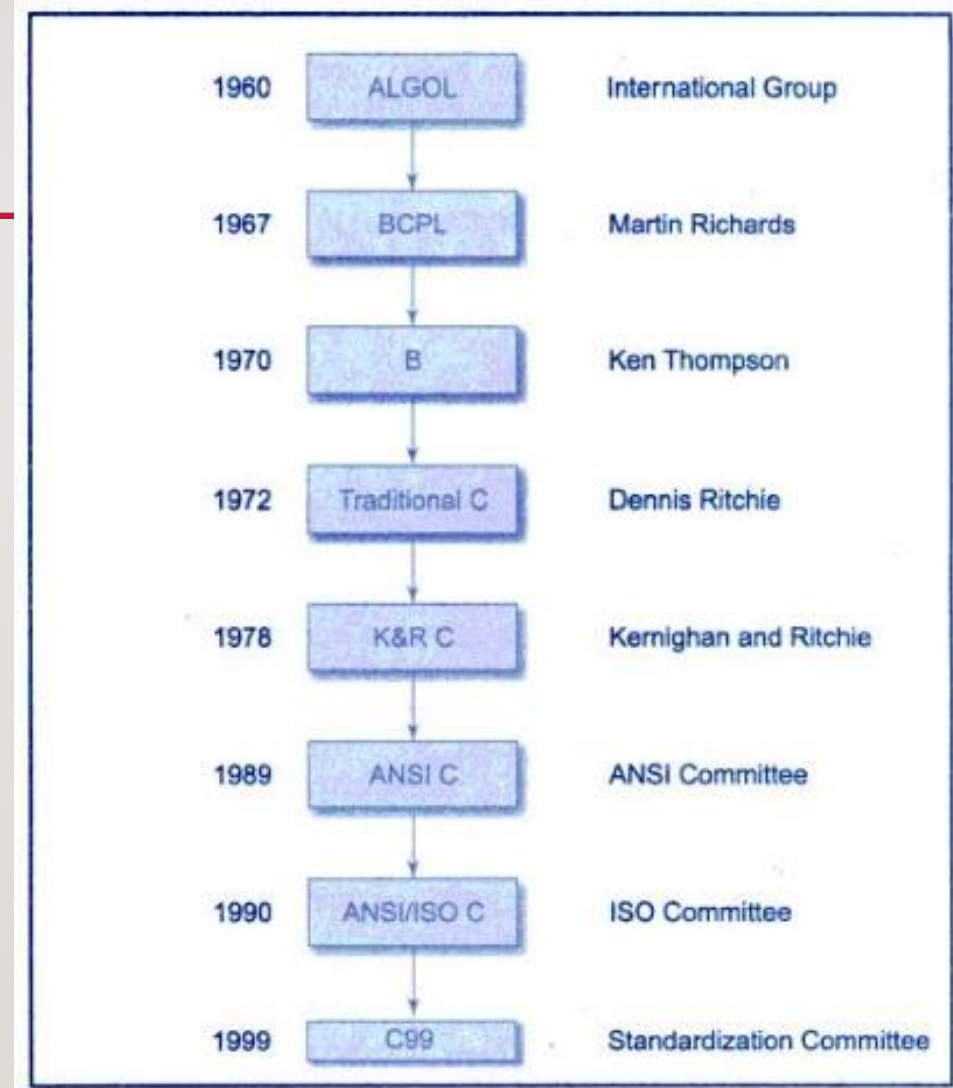 1960 ALGOL International Group
1967 BCPL Martin Richards
1970 B Ken Thompson
1972 Traditional C Dennis Ritchie
1978 K&R C Kernighan and Ritchie
1989 ANSI C ANSI Committee
1990 ANSI/ISO C ISO Committee
1999 C99 Standardization Committee